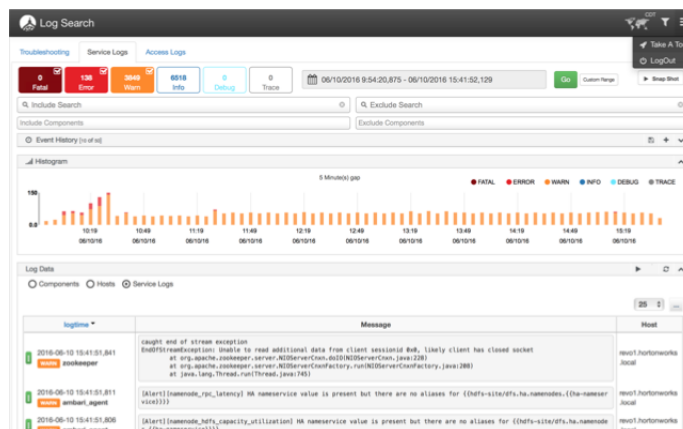 Log Search
CDT
Take A To
LogOut
Troubleshooting
Service Logs
Access Logs
0
Fatal
138
Error
3649
Warn
6518
Info
0
Debug
0
Trace
06/10/2016 9:54:20,875 - 06/10/2016 15:41:52,129
Go
Custom Range
Snap Shot
Include Search
Exclude Search
Include Components
Exclude Components
Event History [10 of 50]
Histogram
5 Minute(s) gap
FATAL ERROR WARN INFO DEBUG TRACE
198
0.0
10:19 10:49 11:19 11:49 12:19 12:49 13:19 13:49 14:19 14:49 15:19
06/10/16 06/10/16 06/10/16 06/10/16 06/10/16 06/10/16 06/10/16 06/10/16 06/10/16 06/10/16 06/10/16
Log Data
Components Hosts Service Logs
25
...
logtime Message Host
2016-06-10 15:41:51,841
WARN zookeeper
caught end of stream exception
EndOfStreamException: Unable to read additional data from client sessionid 0x0, likely client has closed socket
at org.apache.zookeeper.server.NIOServerCnxn.doIO(NIOServerCnxn.java:228)
at org.apache.zookeeper.server.NIOServerCnxnFactory.run(NIOServerCnxnFactory.java:208)
at java.lang.Thread.run(Thread.java:745)
revo1.hortonworks
.local
2016-06-10 15:41:51,811
WARN ambari_agent
[Alert][namenode_rpc_latency] HA nameservice value is present but there are no aliases for {{hdfs-site/dfs.ha.namenodes.{{ha-nameser
vice}}}}
revo1.hortonworks
.local
2016-06-10 15:41:51,806
[Alert][namenode_hdfs_capacity_utilization] HA nameservice value is present but there are no aliases for {{hdfs-site/dfs.ha.namenode
revo1.hortonworks